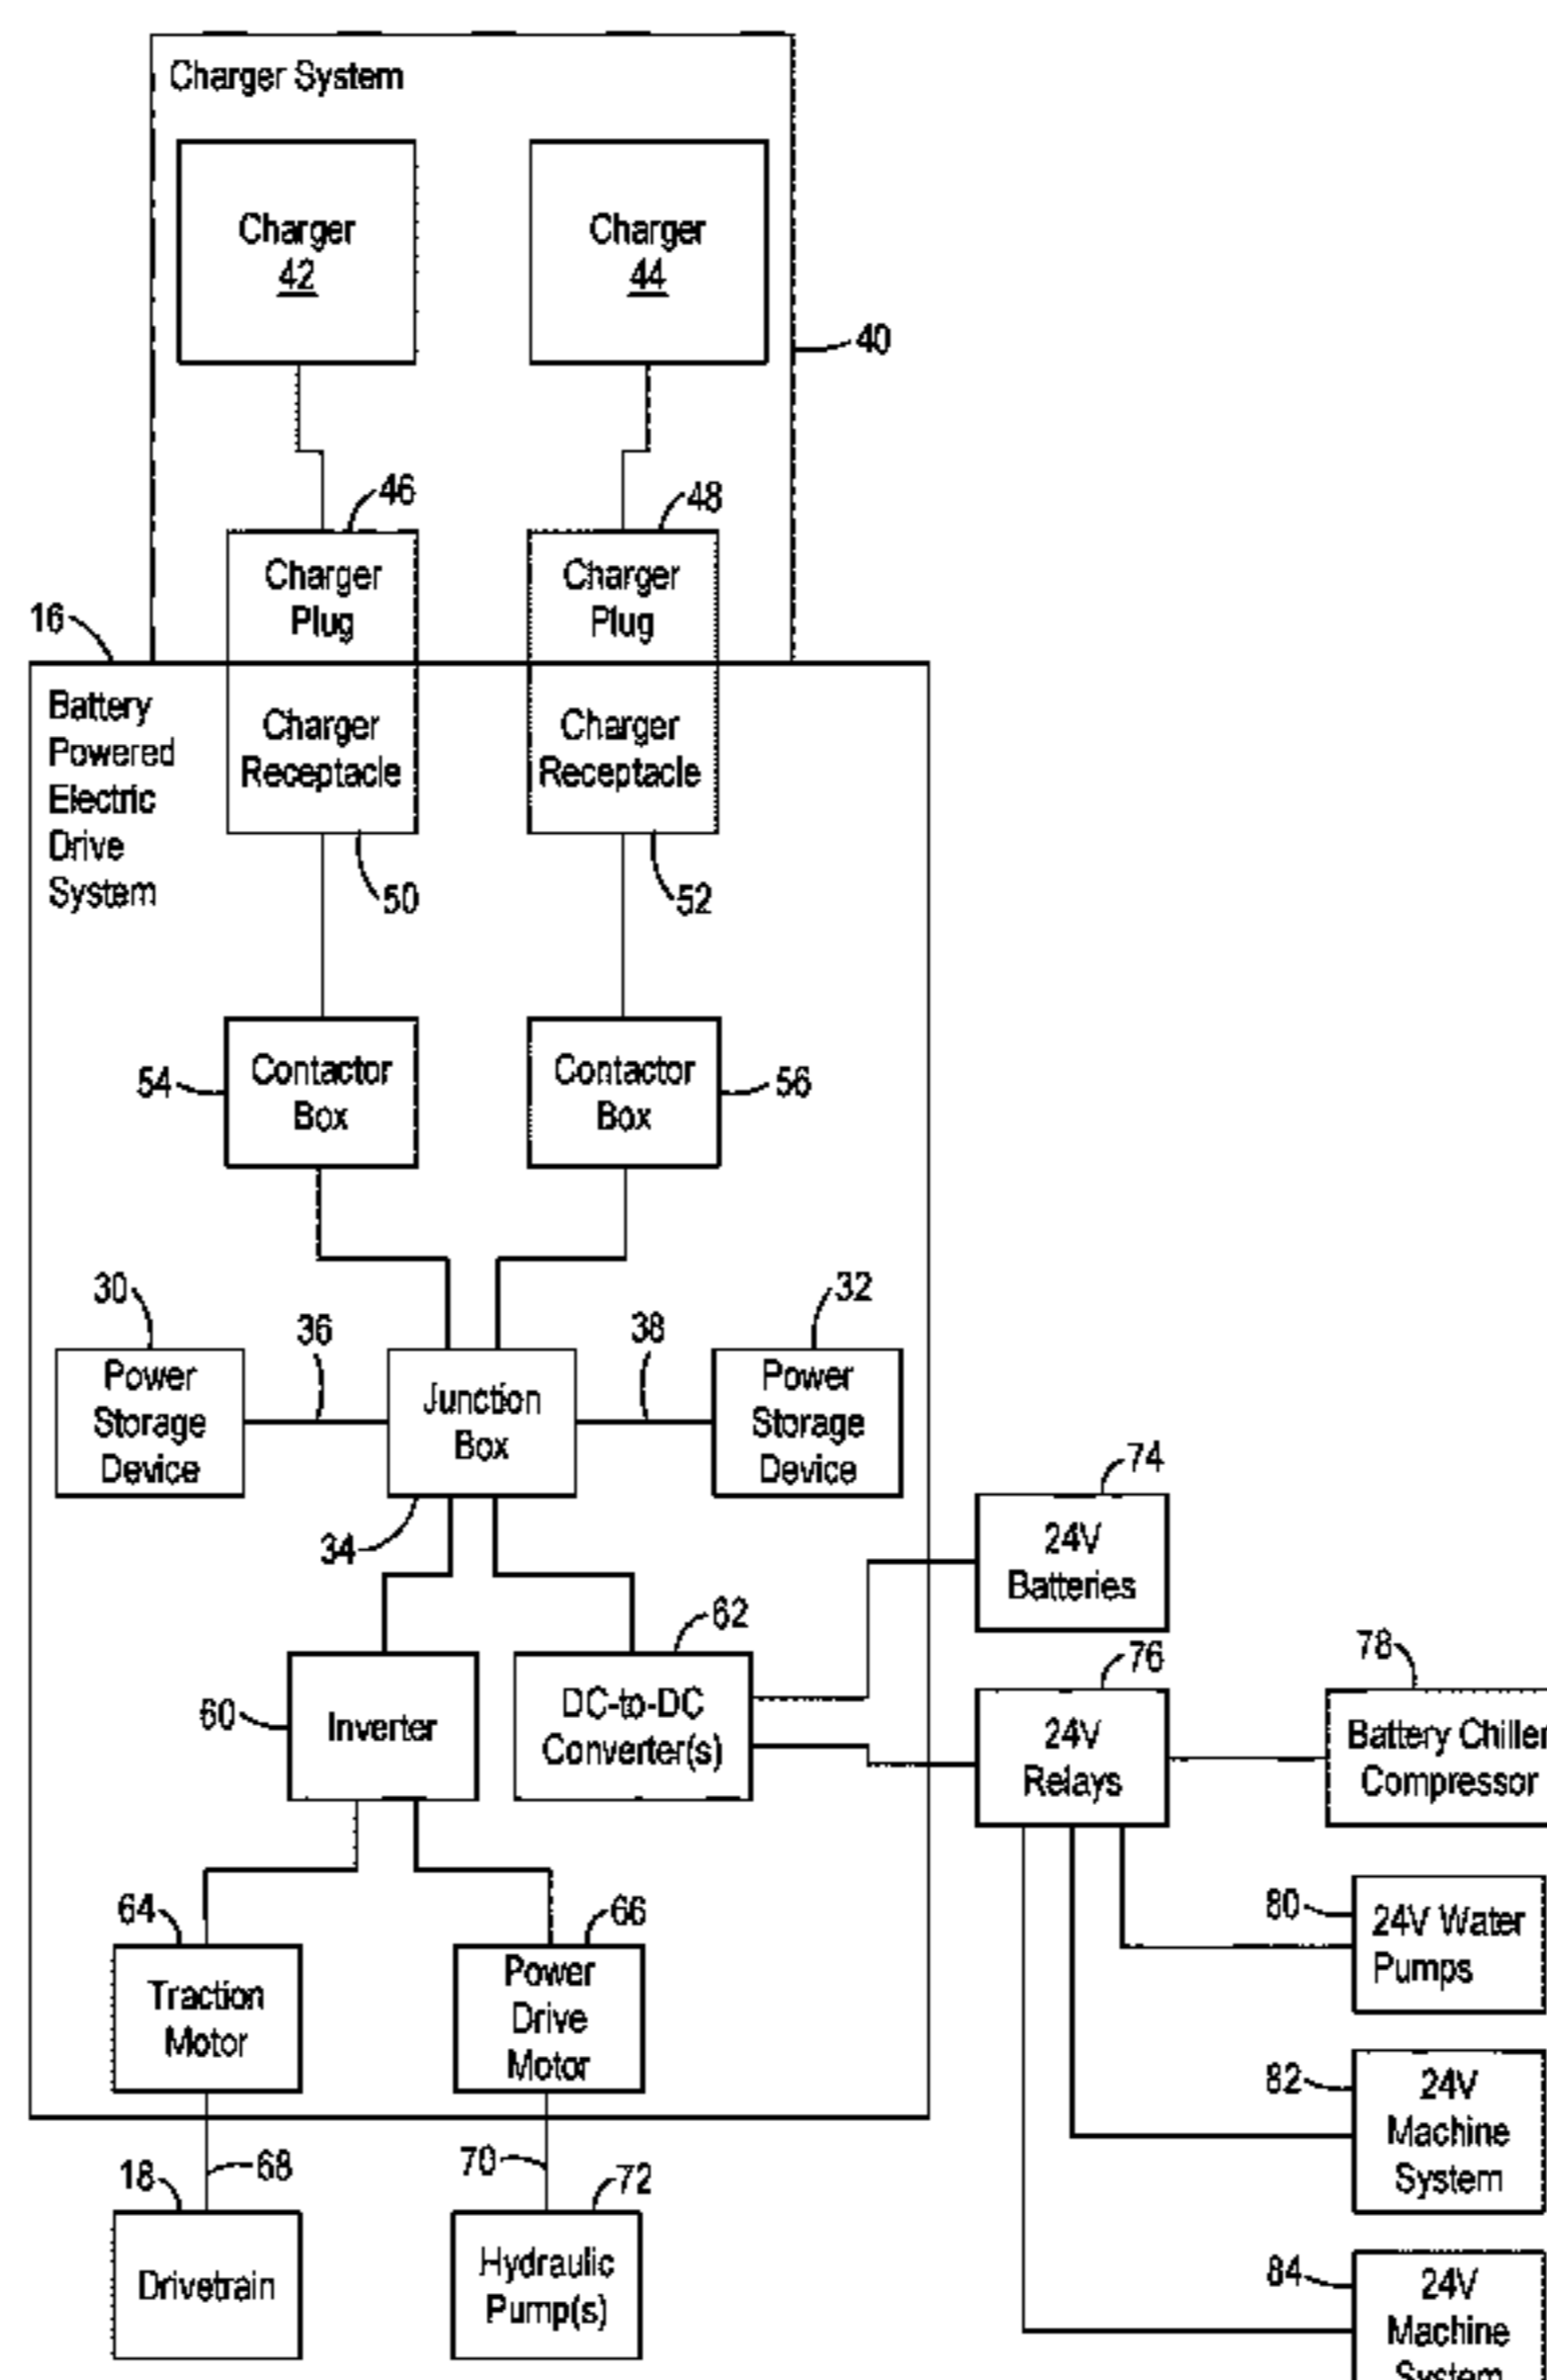 Charger System
Charger
42
Charger
44
40
46
48
Charger
Plug
Charger
Plug
16
Battery
Powered
Electric
Drive
System
Charger
Receptacle
Charger
Receptacle
50
52
54
Contactor
Box
Contactor
Box
56
30
36
38
32
Power
Storage
Device
Junction
Box
Power
Storage
Device
34
74
24V
Batteries
62
76
78
60
Inverter
DC-to-DC
Converter(s)
24V
Relays
Battery Chiller
Compressor
64
66
80
24V Water
Pumps
Traction
Motor
Power
Drive
Motor
82
24V
Machine
System
18
68
70
72
Drivetrain
Hydraulic
Pump(s)
84
24V
Machine
System